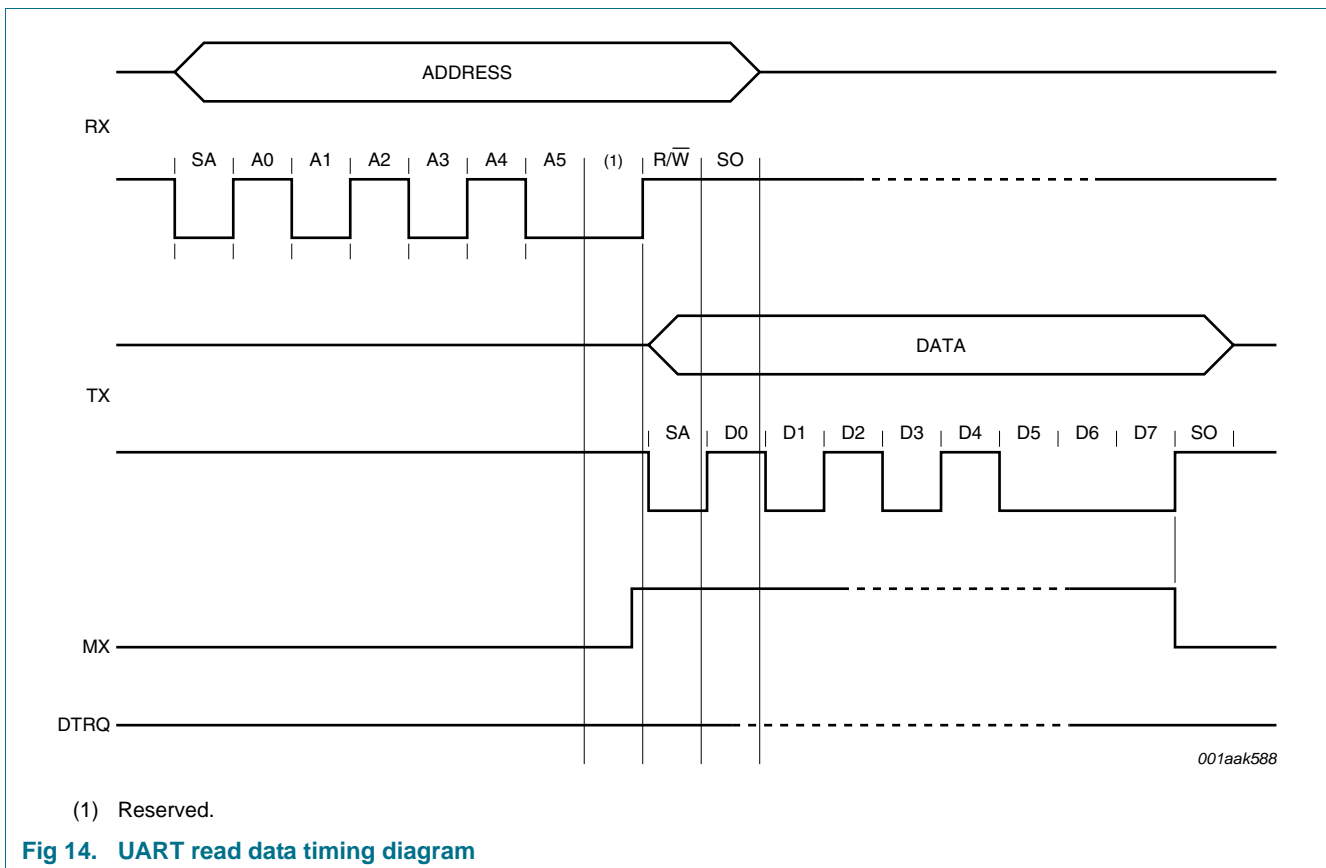 ADDRESS
RX
SA A0 A1 A2 A3 A4 A5 (1) R/W̅ SO
DATA
TX
SA D0 D1 D2 D3 D4 D5 D6 D7 SO
MX
DTRQ
001aak588
(1) Reserved.
Fig 14. UART read data timing diagram